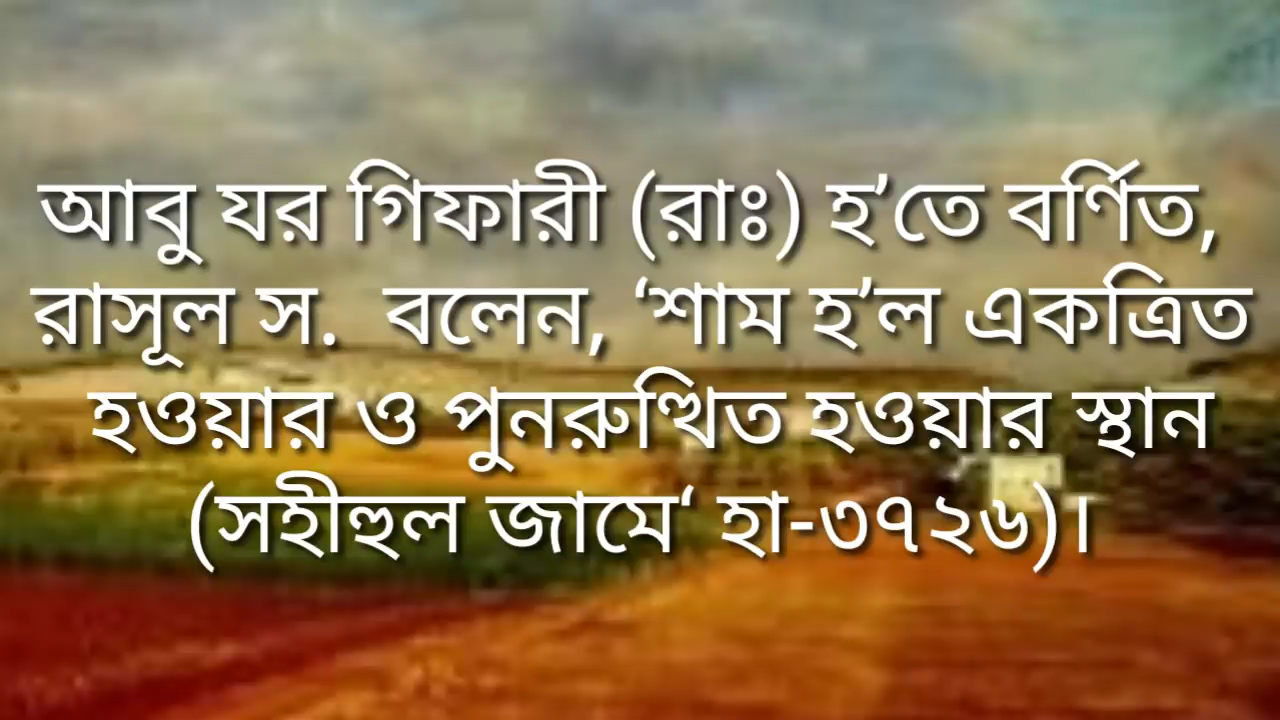 আবু যর গিফারী (রাঃ) হ’তে বর্ণিত,
রাসূল স.  বলেন, ‘শাম হ’ল একত্রিত
হওয়ার ও পুনরুত্থিত হওয়ার স্থান
(সহীহুল জামে‘ হা-৩৭২৬)।